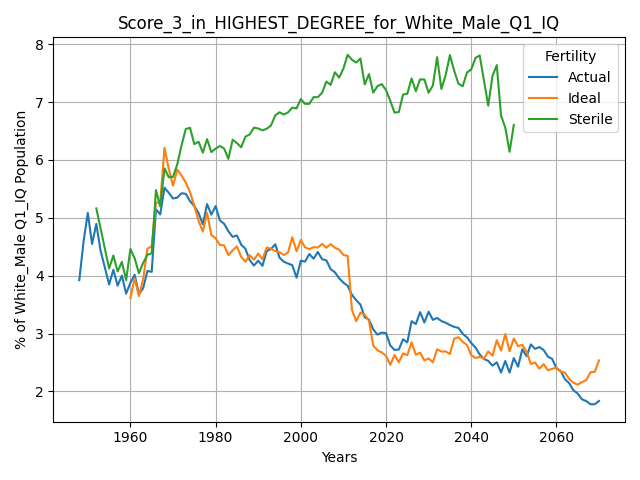 Score_3_in_HIGHEST_DEGREE_for_White_Male_Q1_IQ
% of White_Male Q1_IQ Population
8
7
6
5
4
3
2
Fertility
Actual
Ideal
Sterile
1960 1980 2000 2020 2040 2060
Years